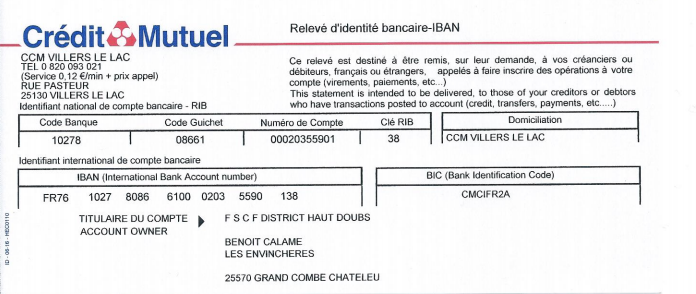 Crédit Mutuel
Relevé d'identité bancaire-IBAN
CCM VILLERS LE LAC
TEL 0 820 093 021
(Service 0,12 €/min + prix appel)
RUE PASTEUR
25130 VILLERS LE LAC
Ce relevé est destiné à être remis, sur leur demande, à vos créanciers ou
débiteurs, français ou étrangers, appelés à faire inscrire des opérations à votre
compte (virements, paiements, etc...)
This statement is intended to be delivered, to those of your creditors or debtors
who have transactions posted to account (credit, transfers, payments, etc.....)
Identifiant national de compte bancaire - RIB
Code Banque Code Guichet Numéro de Compte Clé RIB Domiciliation
10278 08661 00020355901 38 CCM VILLERS LE LAC
Identifiant international de compte bancaire
IBAN (International Bank Account number) BIC (Bank Identification Code)
FR76 1027 8086 6100 0203 5590 138 CMCIFR2A
TITULAIRE DU COMPTE F S C F DISTRICT HAUT DOUBS
ACCOUNT OWNER
BENOIT CALAME
LES ENVINCHERES
25570 GRAND COMBE CHATELEU